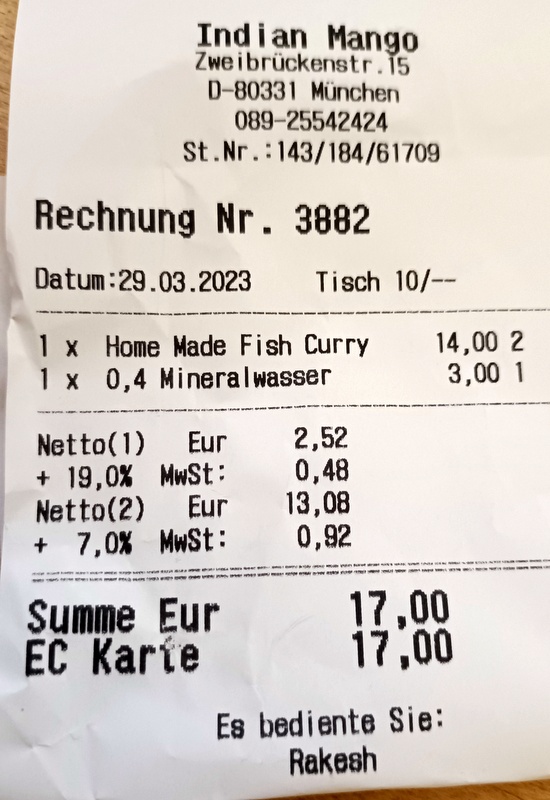 Indian Mango
Zweibrückenstr.15
D-80331 München
089-25542424
St.Nr.:143/184/61709
Rechnung Nr. 3882
Datum:29.03.2023 Tisch 10/--
1 x Home Made Fish Curry 14,00 2
1 x 0,4 Mineralwasser 3,00 1
Netto(1) Eur 2,52
+ 19,0% MwSt: 0,48
Netto(2) Eur 13,08
+ 7,0% MwSt: 0,92
Summe Eur 17,00
EC Karte 17,00
Es bediente Sie:
Rakesh